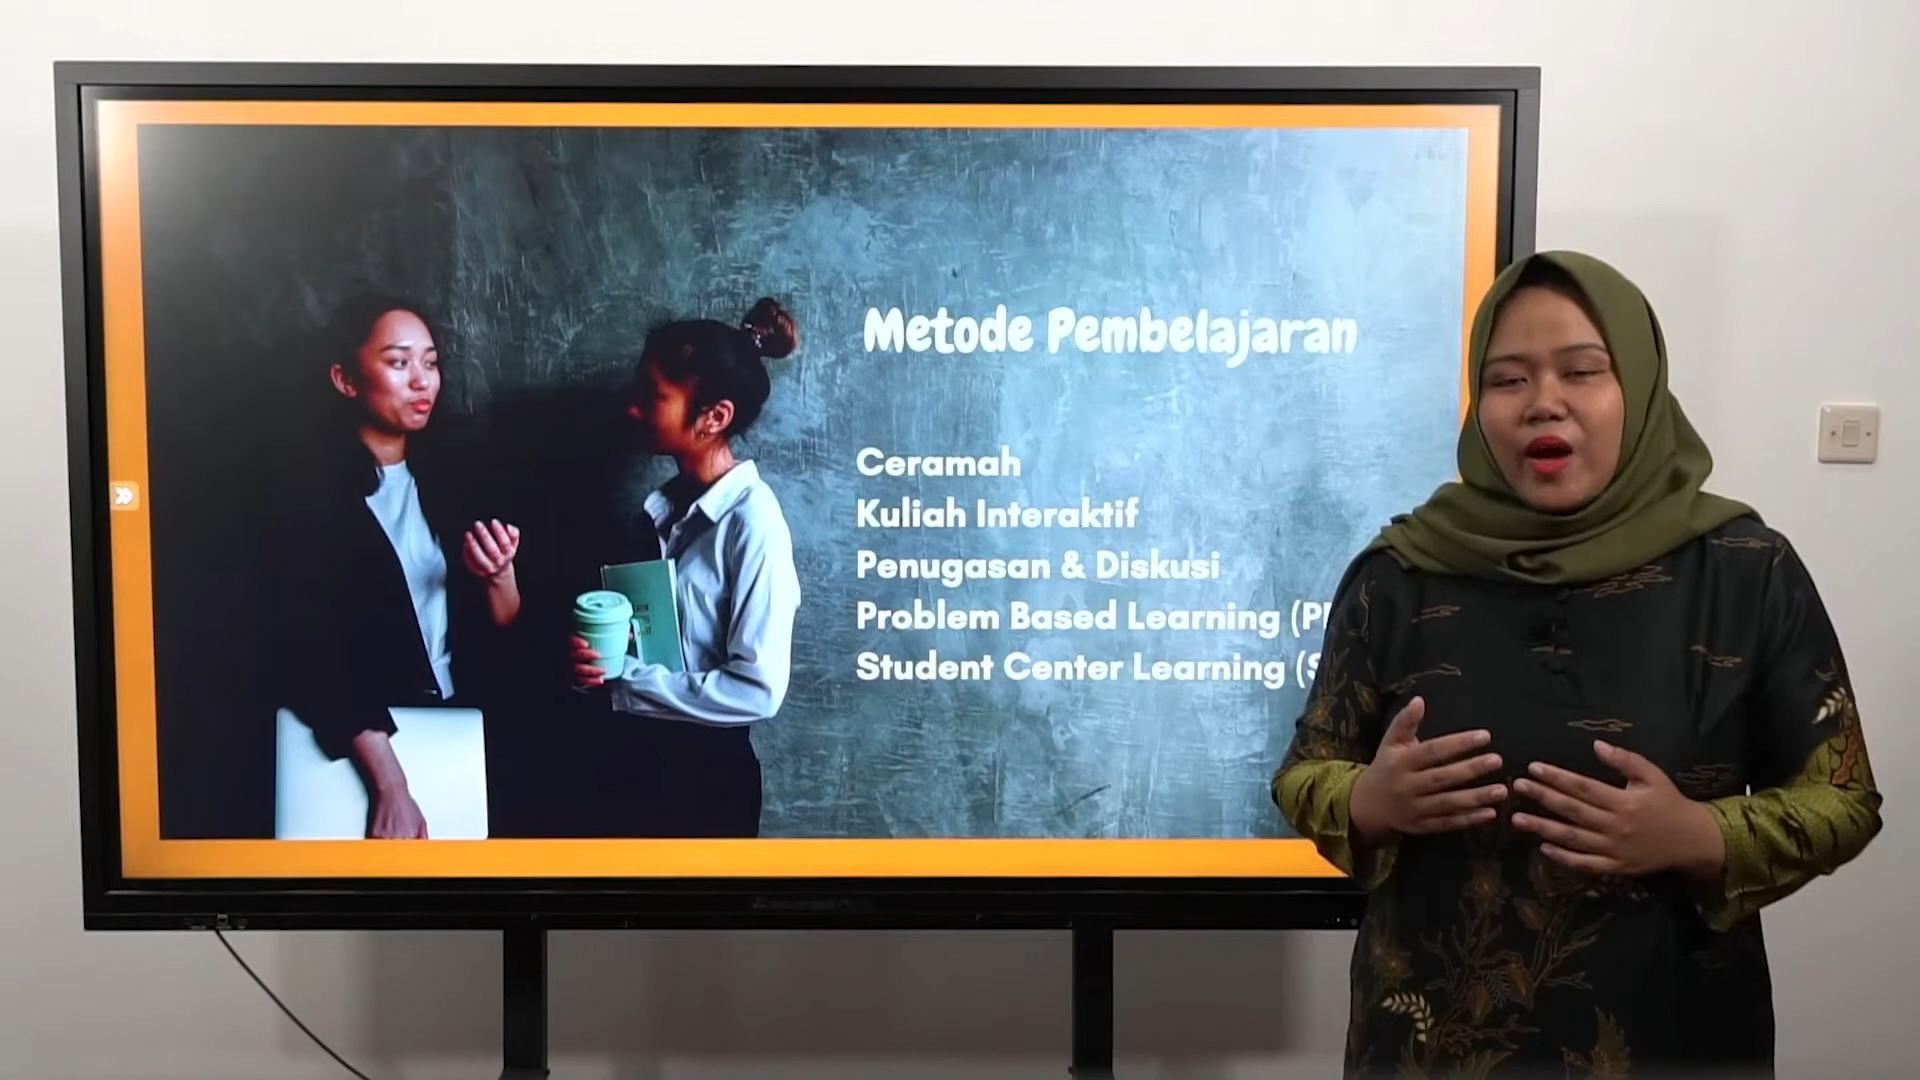 Metode Pembelajaran
Ceramah
Kuliah Interaktif
Penugasan & Diskusi
Problem Based Learning
Student Center Learning